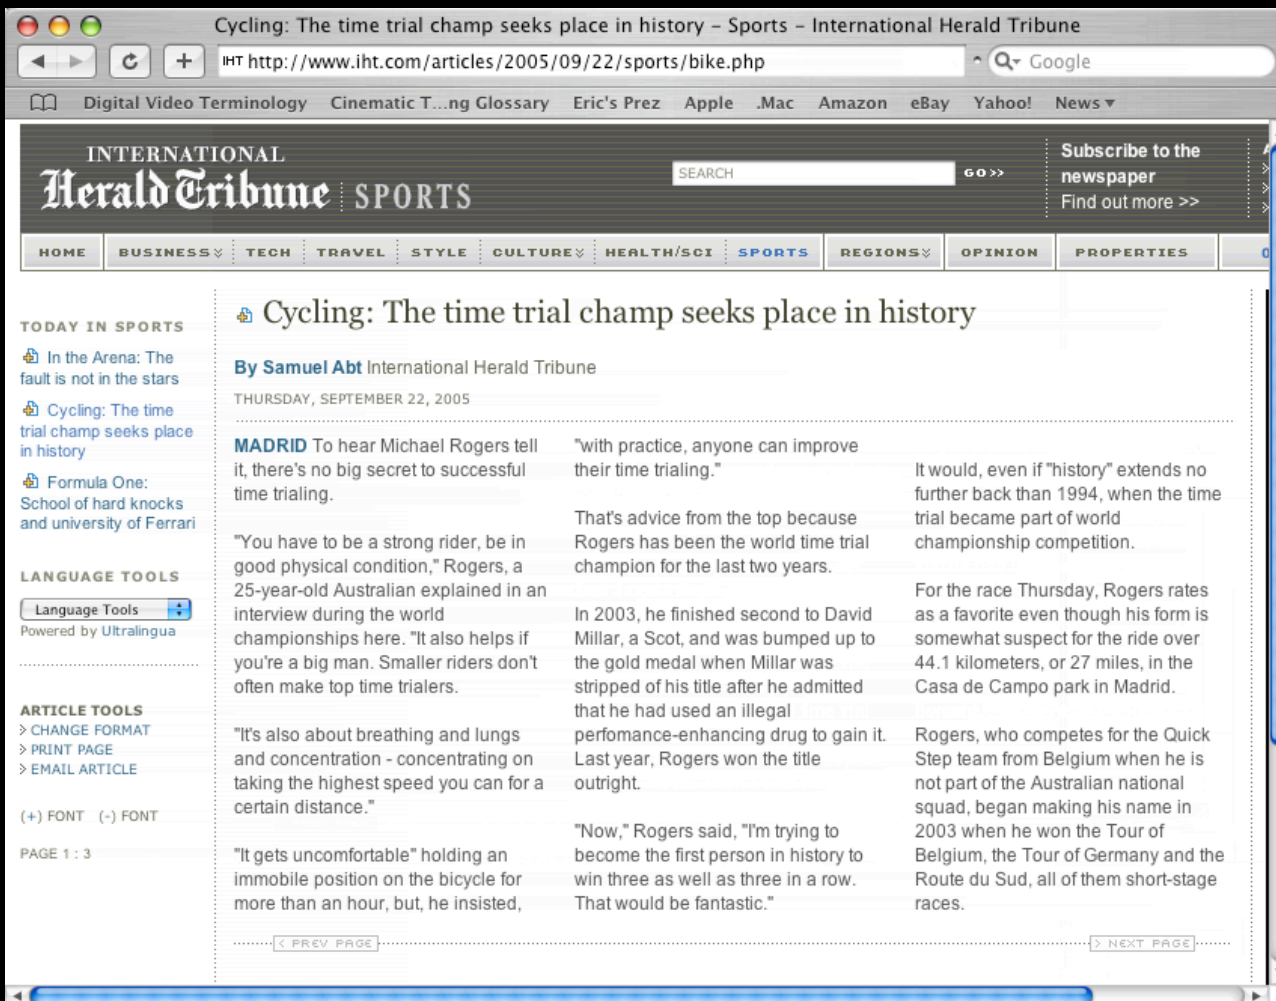 Cycling: The time trial champ seeks place in history – Sports – International Herald Tribune
IHT http://www.iht.com/articles/2005/09/22/sports/bike.php
Google
Digital Video Terminology Cinematic T...ng Glossary Eric's Prez Apple .Mac Amazon eBay Yahoo! News
INTERNATIONAL
Herald Tribune SPORTS
SEARCH
GO >>
Subscribe to the
newspaper
Find out more >>
HOME BUSINESS TECH TRAVEL STYLE CULTURE HEALTH/SCI SPORTS REGIONS OPINION PROPERTIES
TODAY IN SPORTS
In the Arena: The
fault is not in the stars
Cycling: The time
trial champ seeks place
in history
Formula One:
School of hard knocks
and university of Ferrari
LANGUAGE TOOLS
Language Tools
Powered by Ultralingua
ARTICLE TOOLS
> CHANGE FORMAT
> PRINT PAGE
> EMAIL ARTICLE
(+) FONT (-) FONT
PAGE 1 : 3
Cycling: The time trial champ seeks place in history
By Samuel Abt International Herald Tribune
THURSDAY, SEPTEMBER 22, 2005
MADRID To hear Michael Rogers tell
it, there's no big secret to successful
time trialing.
"You have to be a strong rider, be in
good physical condition," Rogers, a
25-year-old Australian explained in an
interview during the world
championships here. "It also helps if
you're a big man. Smaller riders don't
often make top time trialers.
"It's also about breathing and lungs
and concentration - concentrating on
taking the highest speed you can for a
certain distance."
"It gets uncomfortable" holding an
immobile position on the bicycle for
more than an hour, but, he insisted,
"with practice, anyone can improve
their time trialing."
That's advice from the top because
Rogers has been the world time trial
champion for the last two years.
In 2003, he finished second to David
Millar, a Scot, and was bumped up to
the gold medal when Millar was
stripped of his title after he admitted
that he had used an illegal
perfomance-enhancing drug to gain it.
Last year, Rogers won the title
outright.
"Now," Rogers said, "I'm trying to
become the first person in history to
win three as well as three in a row.
That would be fantastic."
It would, even if "history" extends no
further back than 1994, when the time
trial became part of world
championship competition.
For the race Thursday, Rogers rates
as a favorite even though his form is
somewhat suspect for the ride over
44.1 kilometers, or 27 miles, in the
Casa de Campo park in Madrid.
Rogers, who competes for the Quick
Step team from Belgium when he is
not part of the Australian national
squad, began making his name in
2003 when he won the Tour of
Belgium, the Tour of Germany and the
Route du Sud, all of them short-stage
races.
< PREV PAGE
> NEXT PAGE